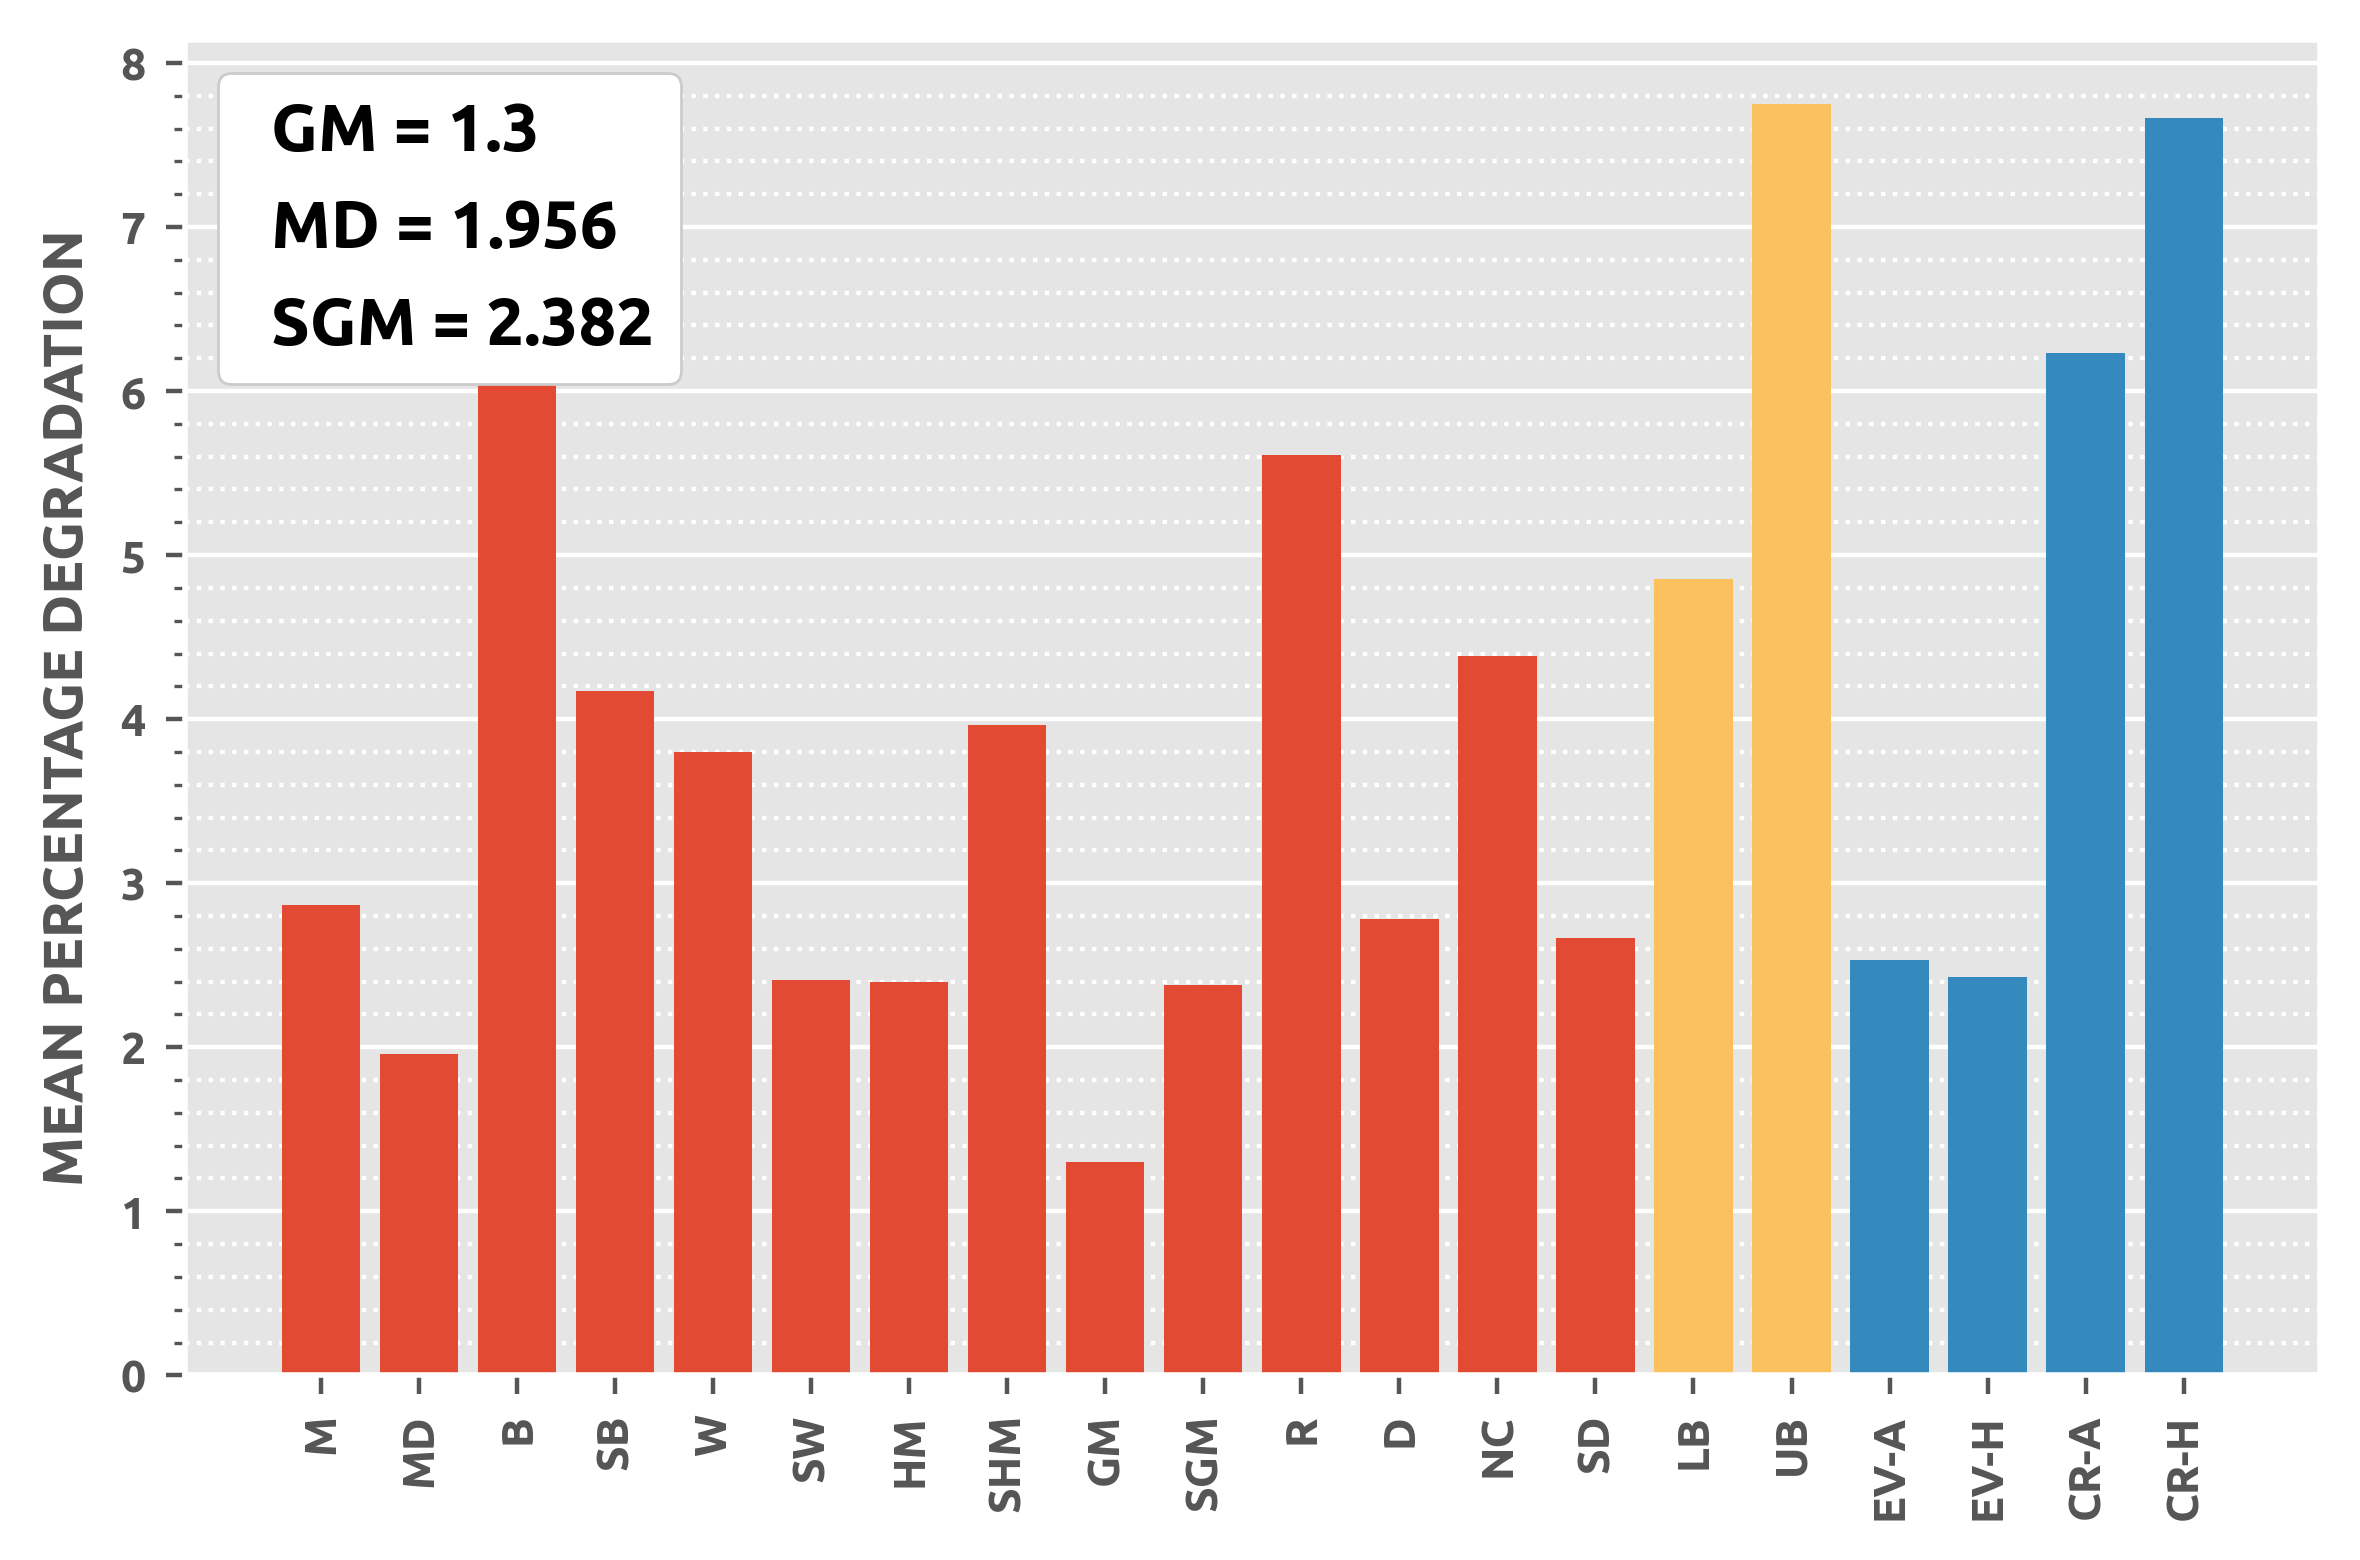 MEAN PERCENTAGE DEGRADATION
8
7
6
5
4
3
2
1
0
GM = 1.3
MD = 1.956
SGM = 2.382
M
MD
B
SB
W
SW
HM
SHM
GM
SGM
R
D
NC
SD
LB
UB
EV-A
EV-H
CR-A
CR-H